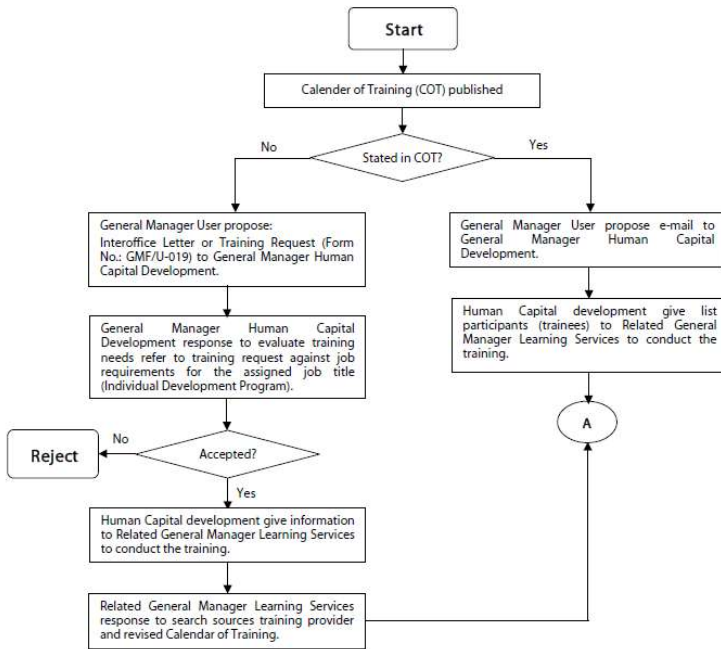 Start
Calender of Training (COT) published
No
Yes
Stated in COT?
General Manager User propose:
Interoffice Letter or Training Request (Form
No.: GMF/U-019) to General Manager Human
Capital Development.
General Manager User propose e-mail to
General Manager Human Capital
Development.
General Manager Human Capital
Development response to evaluate training
needs refer to training request against job
requirements for the assigned job title
(Individual Development Program).
Human Capital development give list
participants (trainees) to Related General
Manager Learning Services to conduct the
training.
A
No
Reject
Accepted?
Yes
Human Capital development give information
to Related General Manager Learning Services
to conduct the training.
Related General Manager Learning Services
response to search sources training provider
and revised Calendar of Training.